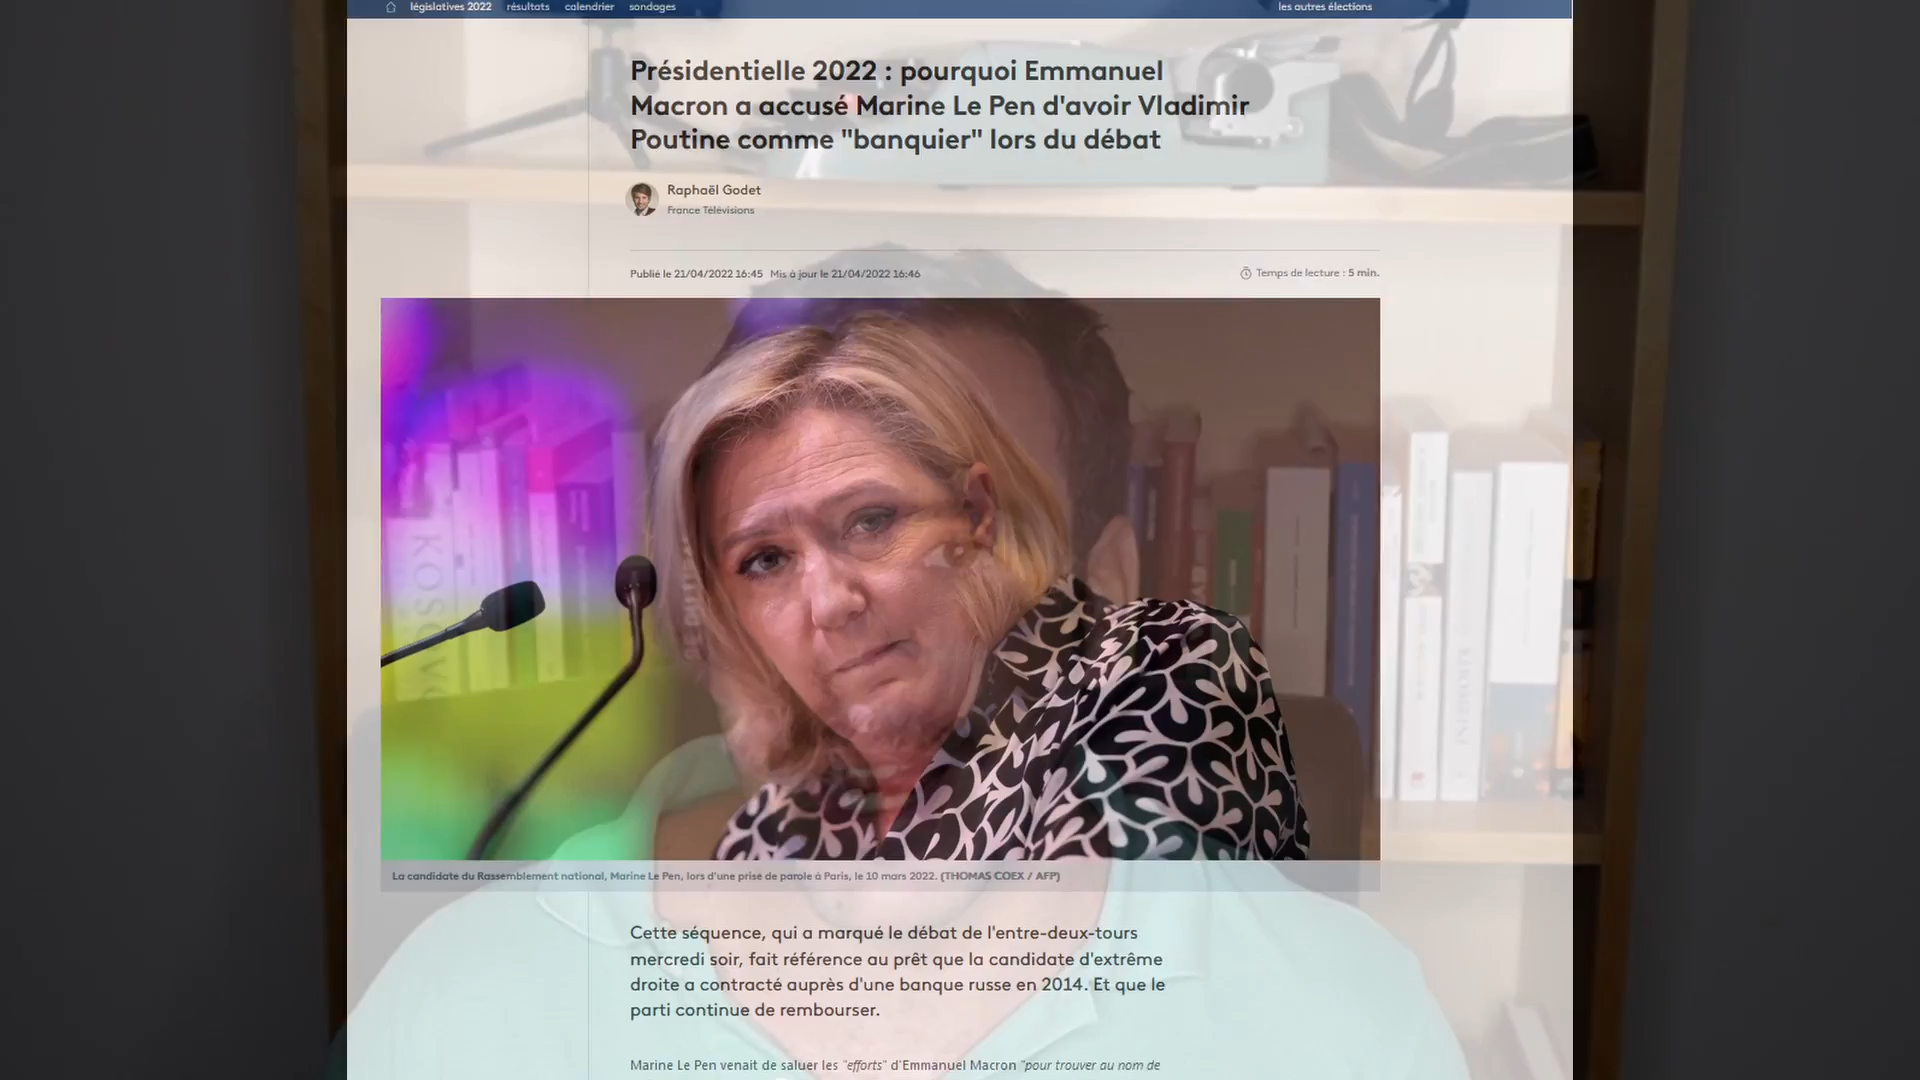 législatives 2022 résultats calendrier sondages les autres élections
Présidentielle 2022 : pourquoi Emmanuel
Macron a accusé Marine Le Pen d'avoir Vladimir
Poutine comme "banquier" lors du débat
Raphaël Godet
France Télévisions
Publié le 21/04/2022 16:45 Mis à jour le 21/04/2022 16:46
Temps de lecture : 5 min.
La candidate du Rassemblement national, Marine Le Pen, lors d'une prise de parole à Paris, le 10 mars 2022. (THOMAS COEX / AFP)
Cette séquence, qui a marqué le débat de l'entre-deux-tours
mercredi soir, fait référence au prêt que la candidate d'extrême
droite a contracté auprès d'une banque russe en 2014. Et que le
parti continue de rembourser.
Marine Le Pen venait de saluer les "efforts" d'Emmanuel Macron "pour trouver au nom de